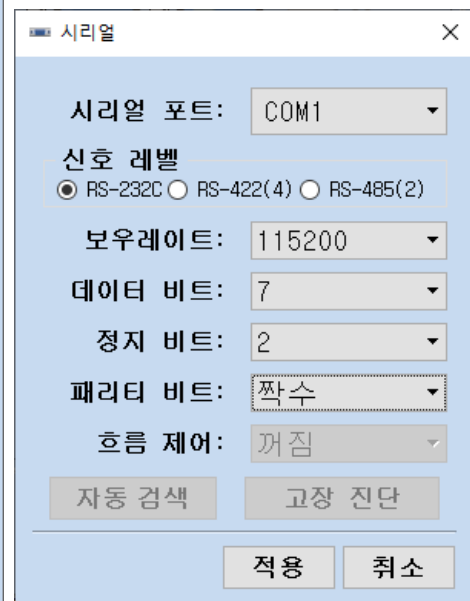 시리얼
시리얼 포트: COM1
신호 레벨
RS-232C RS-422(4) RS-485(2)
보우레이트: 115200
데이터 비트: 7
정지 비트: 2
패리티 비트: 짝수
흐름 제어: 꺼짐
자동 검색 고장 진단
적용 취소